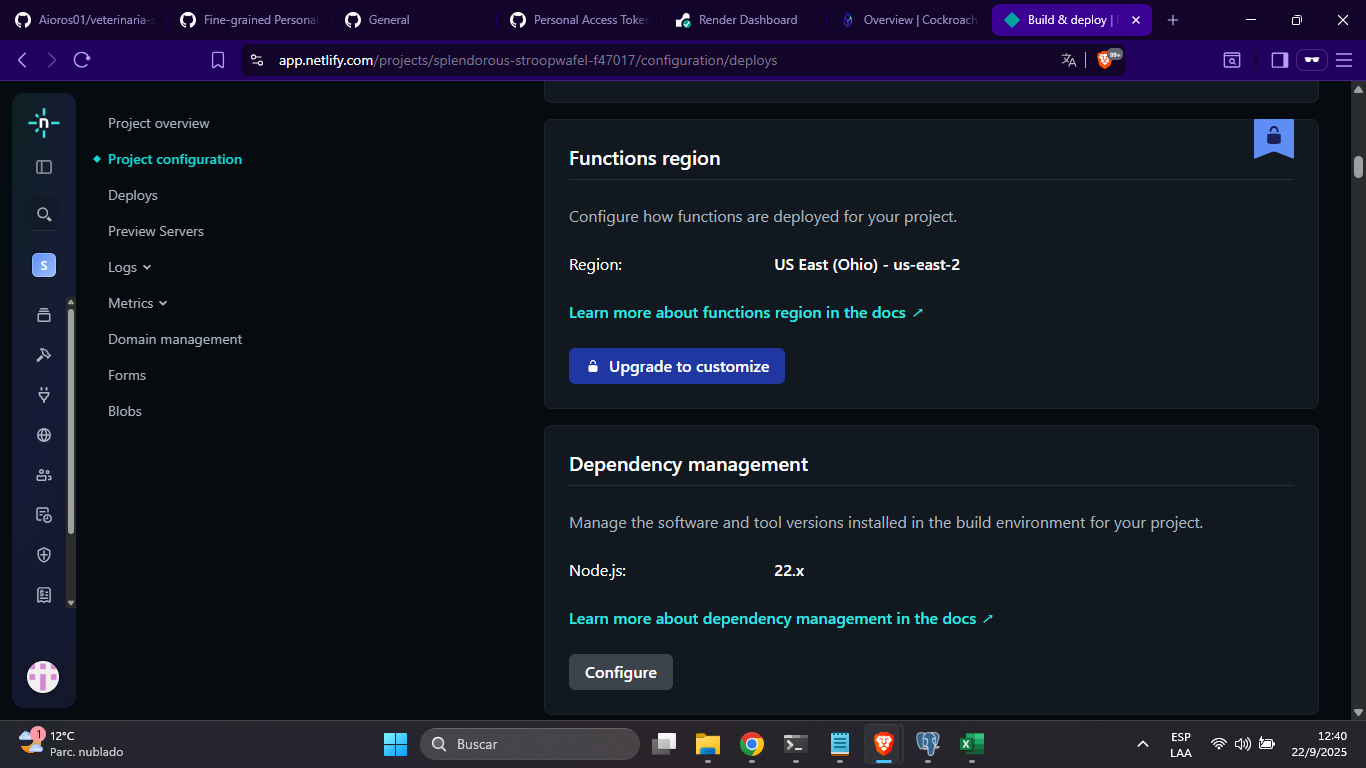 Aioros01/veterinaria-s
Fine-grained Personal
General
Personal Access Token
Render Dashboard
Overview | Cockroach
Build & deploy |
app.netlify.com/projects/splendorous-stroopwafel-f47017/configuration/deploys
99+
n
S
Project overview
Project configuration
Deploys
Preview Servers
Logs
Metrics
Domain management
Forms
Blobs
Functions region
Configure how functions are deployed for your project.
Region: US East (Ohio) - us-east-2
Learn more about functions region in the docs
Upgrade to customize
Dependency management
Manage the software and tool versions installed in the build environment for your project.
Node.js: 22.x
Learn more about dependency management in the docs
Configure
1
12°C
Parc. nublado
Buscar
ESP
LAA
12:40
22/9/2025